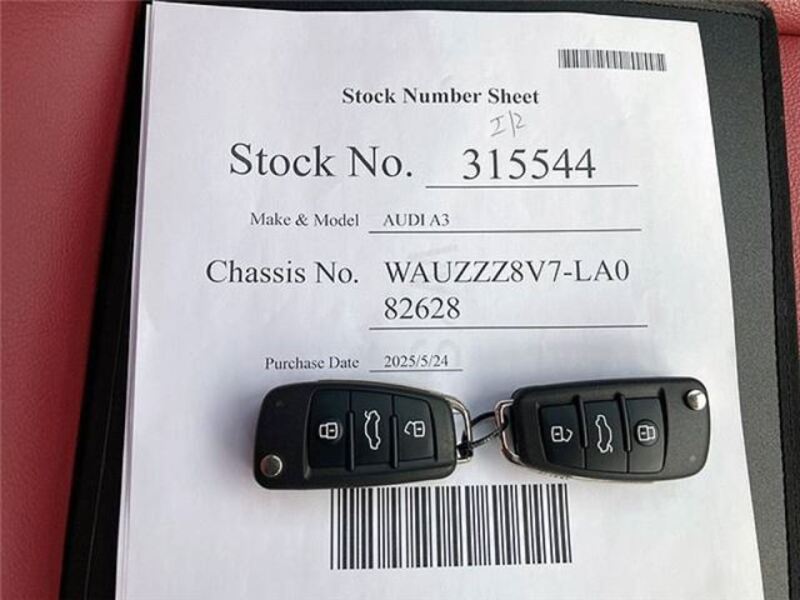 Stock Number Sheet
Stock No. 315544
Make & Model AUDI A3
Chassis No. WAUZZZ8V7-LA0
82628
Purchase Date 2025/5/24